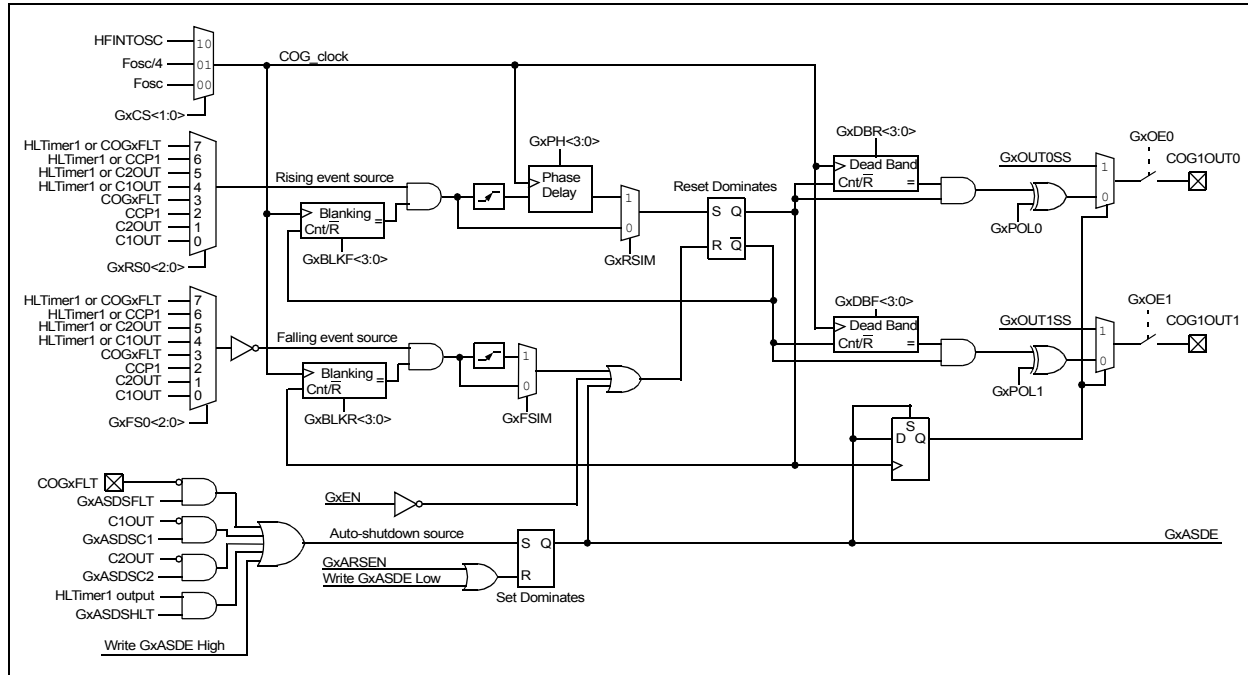 HFINTOSC
Fosc/4
Fosc
10
01
00
GxCS<1:0>
COG_clock
HLTimer1 or COGxFLT 7
HLTimer1 or CCP1 6
HLTimer1 or C2OUT 5
HLTimer1 or C1OUT 4
COGxFLT 3
CCP1 2
C2OUT 1
C1OUT 0
GxRS0<2:0>
Rising event source
Blanking
Cnt/R̅ =
GxBLKF<3:0>
GxPH<3:0>
Phase
Delay
1
0
GxRSIM
Reset Dominates
S Q
R Q̅
GxDBR<3:0>
Dead Band
Cnt/R̅ =
GxPOL0
GxOUT0SS
1
0
GxOE0
COG1OUT0
HLTimer1 or COGxFLT 7
HLTimer1 or CCP1 6
HLTimer1 or C2OUT 5
HLTimer1 or C1OUT 4
COGxFLT 3
CCP1 2
C2OUT 1
C1OUT 0
GxFS0<2:0>
Falling event source
Blanking
Cnt/R̅ =
GxBLKR<3:0>
1
0
GxFSIM
GxDBF<3:0>
Dead Band
Cnt/R̅ =
GxPOL1
GxOUT1SS
1
0
GxOE1
COG1OUT1
S
D Q
COGxFLT
GxASDSFLT
C1OUT
GxASDSC1
C2OUT
GxASDSC2
HLTimer1 output
GxASDSHLT
Write GxASDE High
GxEN
Auto-shutdown source
GxARSEN
Write GxASDE Low
S Q
R
Set Dominates
GxASDE